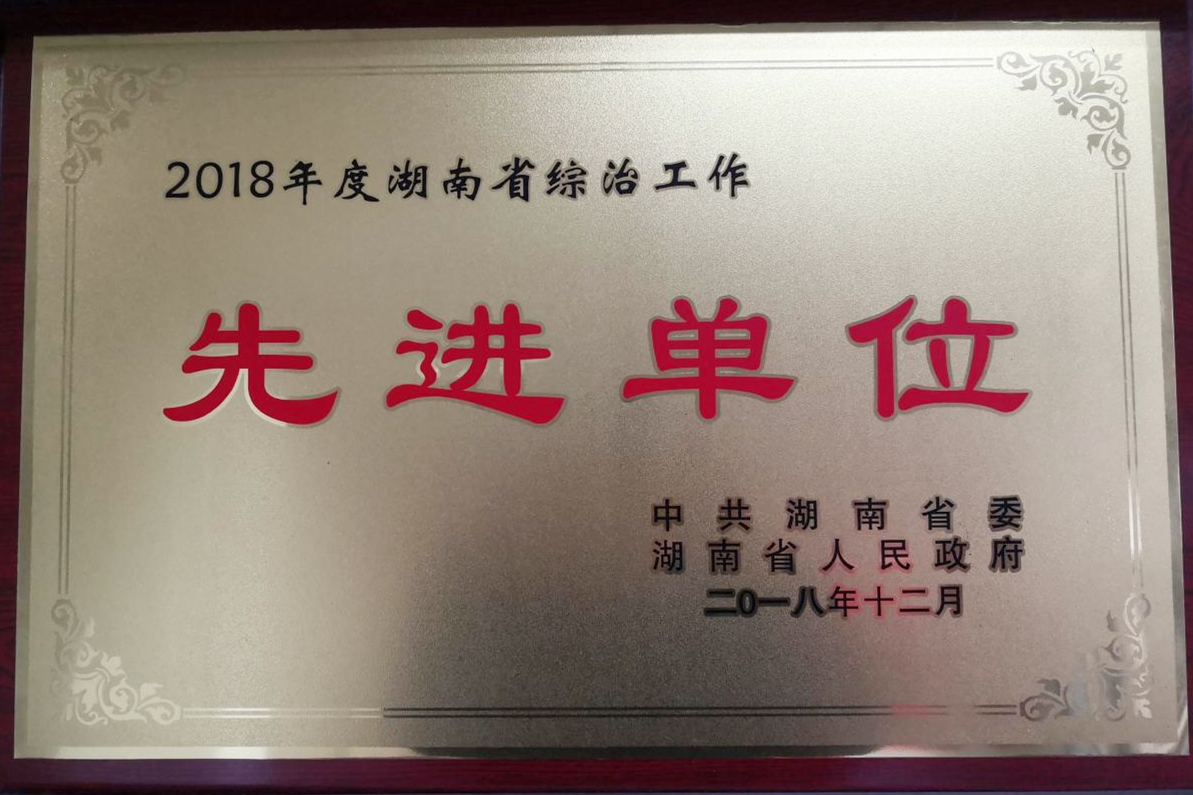 2018年度湖南省综治工作
先进单位
中共湖南省委
湖南省人民政府
二0一八年十二月